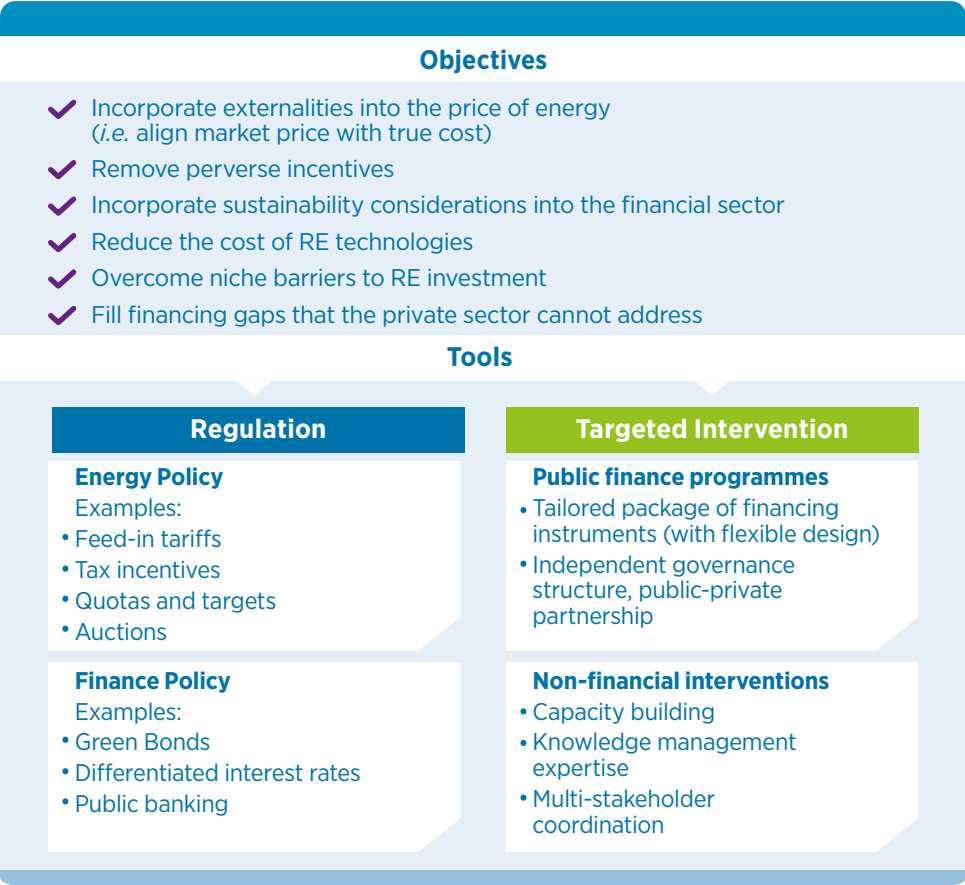 Objectives
Incorporate externalities into the price of energy
(i.e. align market price with true cost)
Remove perverse incentives
Incorporate sustainability considerations into the financial sector
Reduce the cost of RE technologies
Overcome niche barriers to RE investment
Fill financing gaps that the private sector cannot address
Tools
Regulation
Energy Policy
Examples:
• Feed-in tariffs
• Tax incentives
• Quotas and targets
• Auctions
Finance Policy
Examples:
• Green Bonds
• Differentiated interest rates
• Public banking
Targeted Intervention
Public finance programmes
• Tailored package of financing
instruments (with flexible design)
• Independent governance
structure, public-private
partnership
Non-financial interventions
• Capacity building
• Knowledge management
expertise
• Multi-stakeholder
coordination